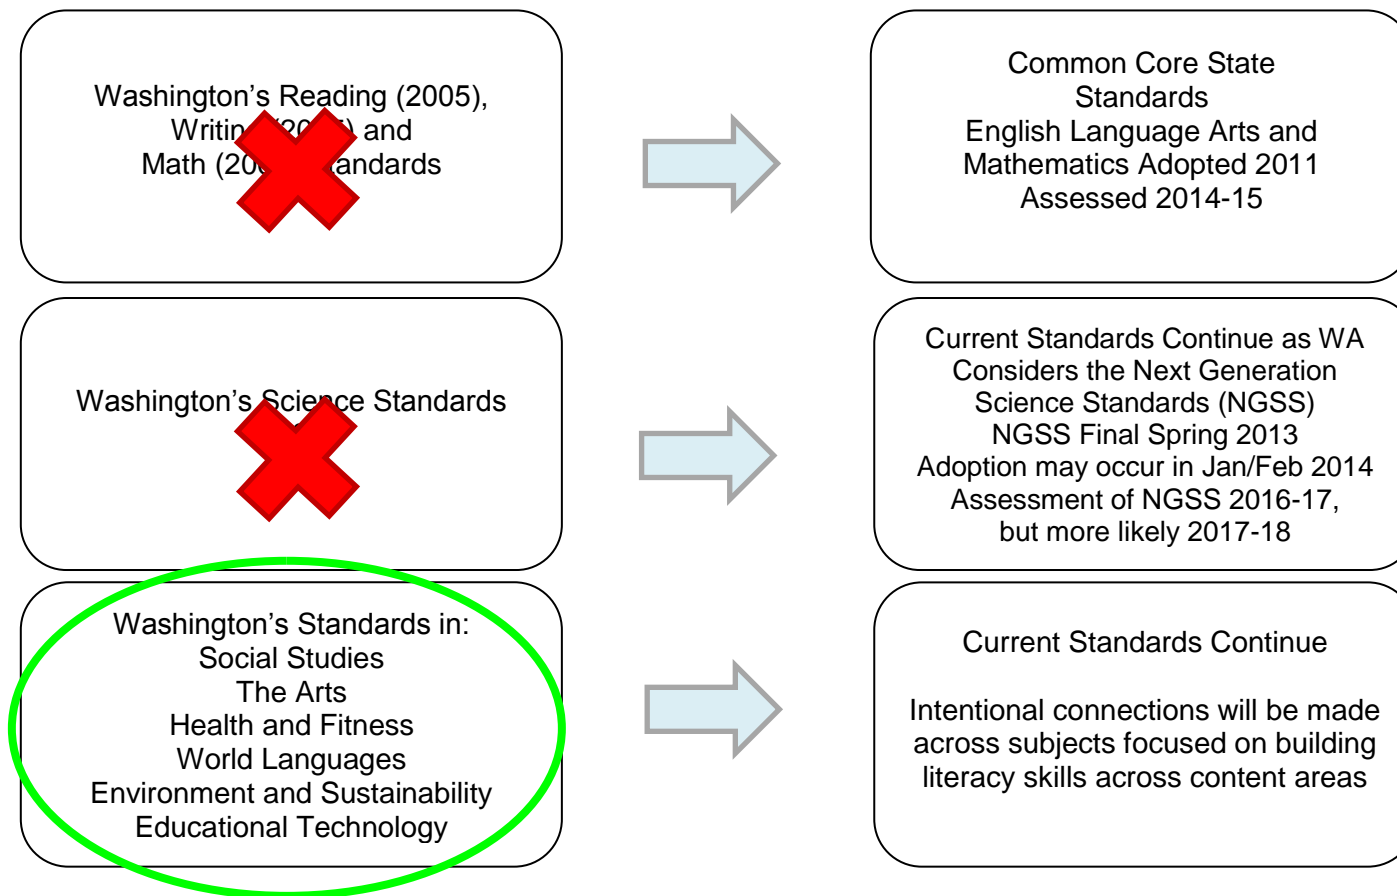 Washington's Reading (2005),
Writing (20 ) and
Math (20 tandards
Common Core State
Standards
English Language Arts and
Mathematics Adopted 2011
Assessed 2014-15
Washington's Science Standards
Current Standards Continue as WA
Considers the Next Generation
Science Standards (NGSS)
NGSS Final Spring 2013
Adoption may occur in Jan/Feb 2014
Assessment of NGSS 2016-17,
but more likely 2017-18
Washington's Standards in:
Social Studies
The Arts
Health and Fitness
World Languages
Environment and Sustainability
Educational Technology
Current Standards Continue
Intentional connections will be made
across subjects focused on building
literacy skills across content areas